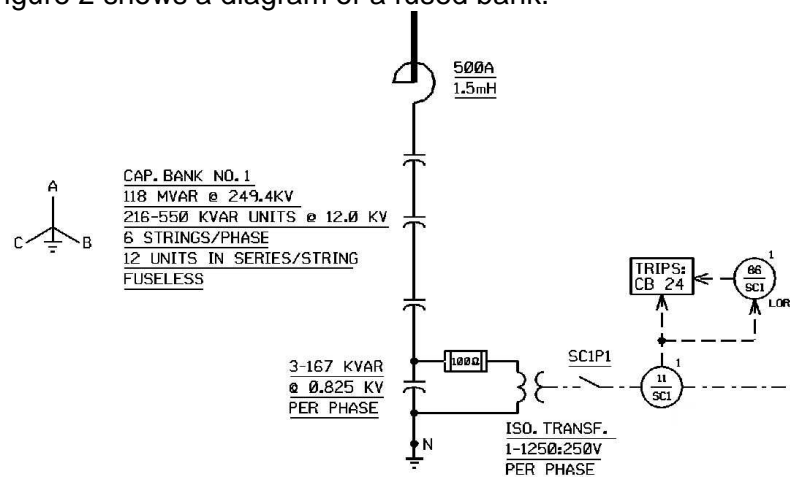 igure 2 shows a diagram of a fused bank.
500A
1.5mH
CAP. BANK NO. 1
118 MVAR @ 249.4KV
216-550 KVAR UNITS @ 12.0 KV
6 STRINGS/PHASE
12 UNITS IN SERIES/STRING
FUSELESS
A
C
B
TRIPS:
CB 24
1
86
SC1
LOR
3-167 KVAR
@ 0.825 KV
PER PHASE
100Ω
SC1P1
1
11
SC1
N
ISO. TRANSF.
1-1250:250V
PER PHASE